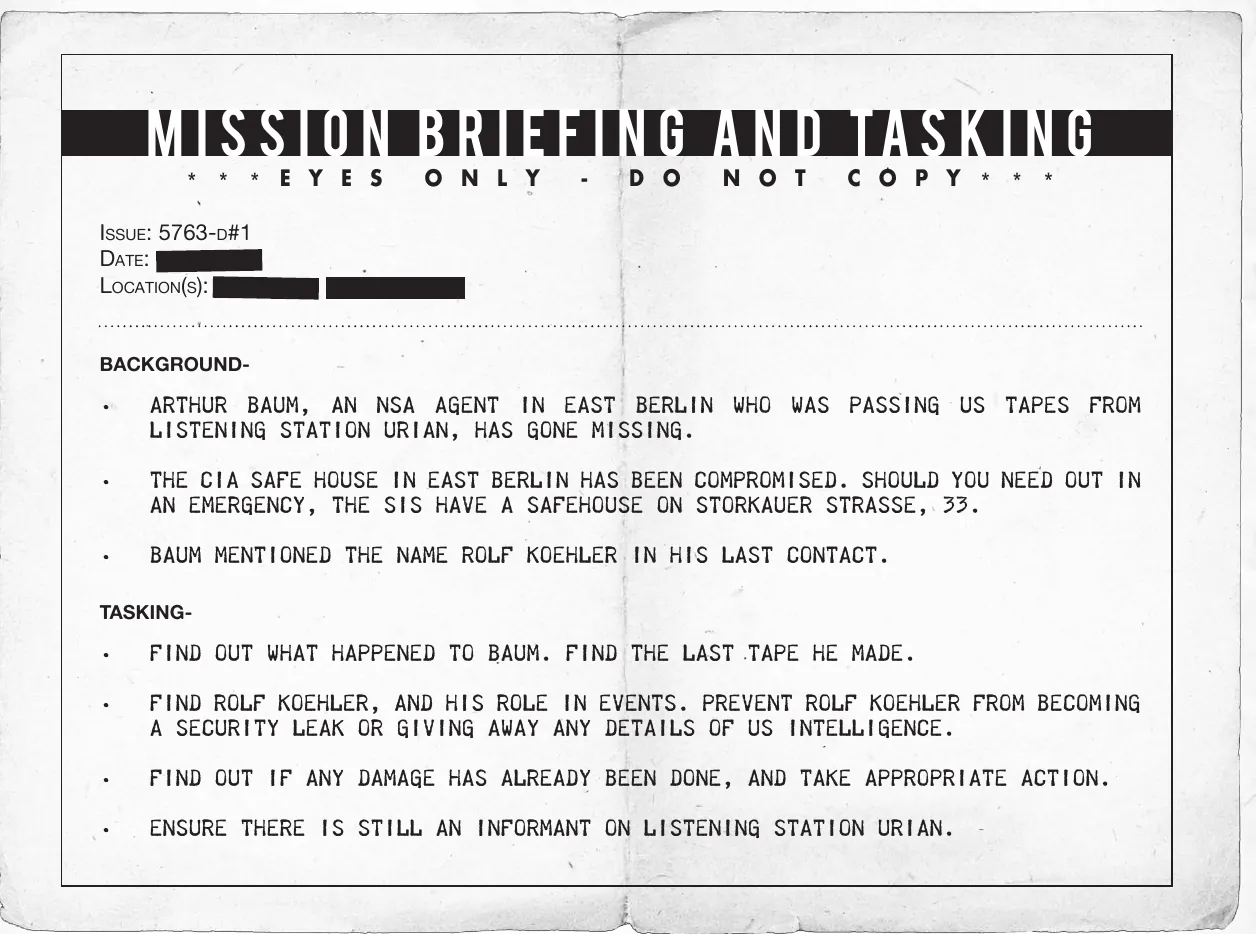 MISSION BRIEFING AND TASKING
***EYES ONLY - DO NOT COPY***
ISSUE: 5763-D#1
DATE:
LOCATION(S):
BACKGROUND-
• ARTHUR BAUM, AN NSA AGENT IN EAST BERLIN WHO WAS PASSING US TAPES FROM
LISTENING STATION URIAN, HAS GONE MISSING.
• THE CIA SAFE HOUSE IN EAST BERLIN HAS BEEN COMPROMISED. SHOULD YOU NEED OUT IN
AN EMERGENCY, THE SIS HAVE A SAFEHOUSE ON STORKAUER STRASSE, 33.
• BAUM MENTIONED THE NAME ROLF KOEHLER IN HIS LAST CONTACT.
TASKING-
• FIND OUT WHAT HAPPENED TO BAUM. FIND THE LAST TAPE HE MADE.
• FIND ROLF KOEHLER, AND HIS ROLE IN EVENTS. PREVENT ROLF KOEHLER FROM BECOMING
A SECURITY LEAK OR GIVING AWAY ANY DETAILS OF US INTELLIGENCE.
• FIND OUT IF ANY DAMAGE HAS ALREADY BEEN DONE, AND TAKE APPROPRIATE ACTION.
• ENSURE THERE IS STILL AN INFORMANT ON LISTENING STATION URIAN.